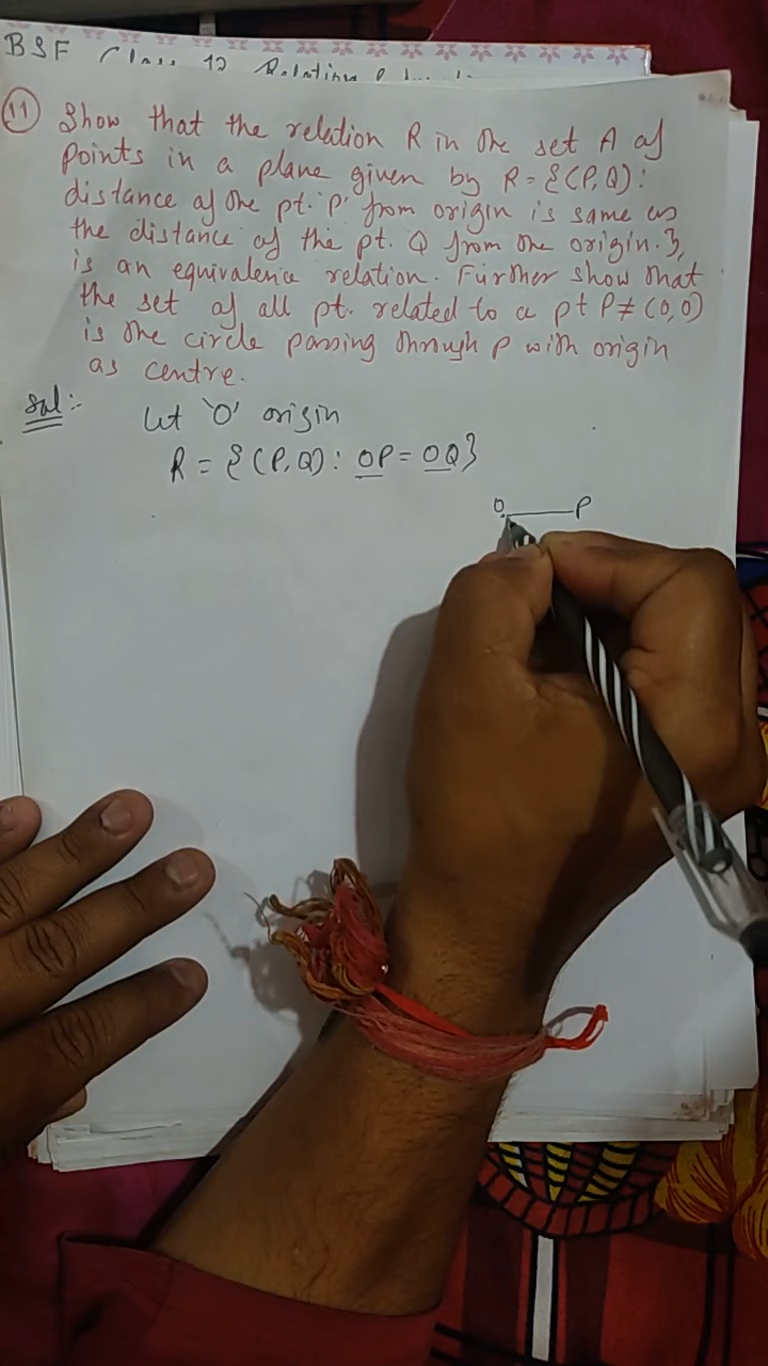 BSF Class 12 Relation
11 Show that the relation R in the set A of
points in a plane given by R = {(P,Q):
distance of the pt. 'P' from origin is same as
the distance of the pt. Q from the origin.},
is an equivalence relation. Further show that
the set of all pt. related to a pt P ≠ (0,0)
is the circle passing through P with origin
as centre.
Sol:- Let 'O' origin
R = {(P,Q): OP = OQ}
O P